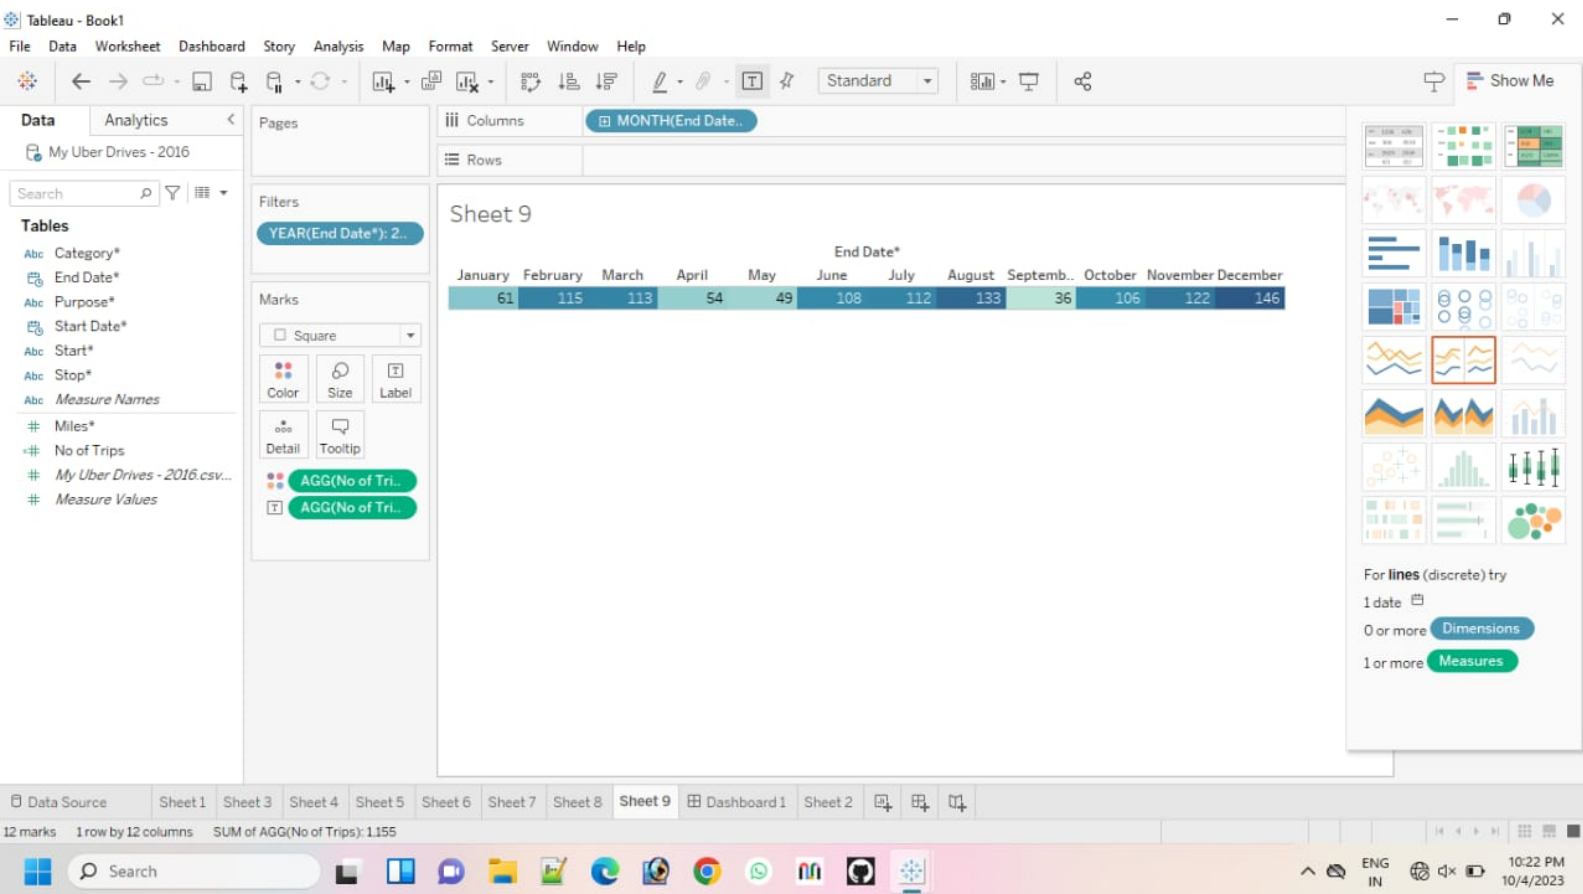 Tableau - Book1
File Data Worksheet Dashboard Story Analysis Map Format Server Window Help
Standard
Show Me
Data Analytics
My Uber Drives - 2016
Search
Tables
Abc Category*
End Date*
Abc Purpose*
Start Date*
Abc Start*
Abc Stop*
Abc Measure Names
# Miles*
=# No of Trips
# My Uber Drives - 2016.csv...
# Measure Values
Pages
Filters
YEAR(End Date*): 2..
Marks
Square
Color Size Label
Detail Tooltip
AGG(No of Tri..
AGG(No of Tri..
Columns MONTH(End Date..
Rows
Sheet 9
End Date*
January February March April May June July August Septemb.. October November December
61 115 113 54 49 108 112 133 36 106 122 146
For lines (discrete) try
1 date
0 or more Dimensions
1 or more Measures
Data Source Sheet 1 Sheet 3 Sheet 4 Sheet 5 Sheet 6 Sheet 7 Sheet 8 Sheet 9 Dashboard 1 Sheet 2
12 marks 1 row by 12 columns SUM of AGG(No of Trips): 1,155
Search
ENG
IN
10:22 PM
10/4/2023